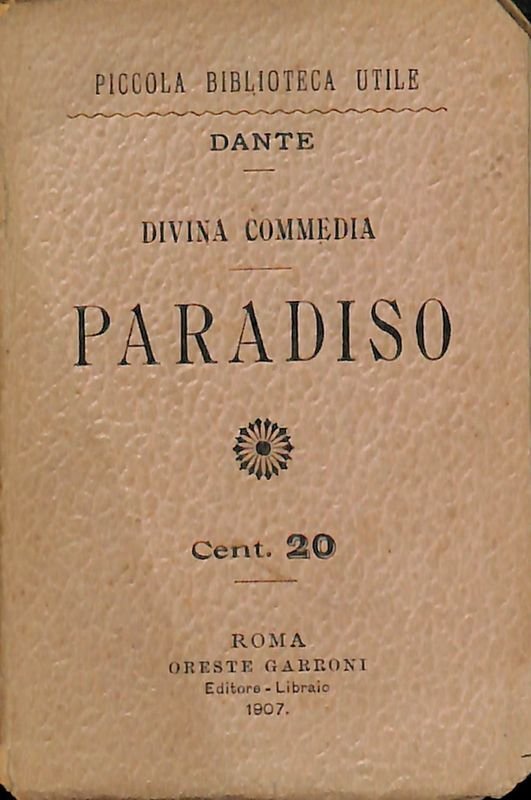 PICCOLA BIBLIOTECA UTILE
DANTE
DIVINA COMMEDIA
PARADISO
Cent. 20
ROMA
ORESTE GARRONI
Editore - Libraio
1907.